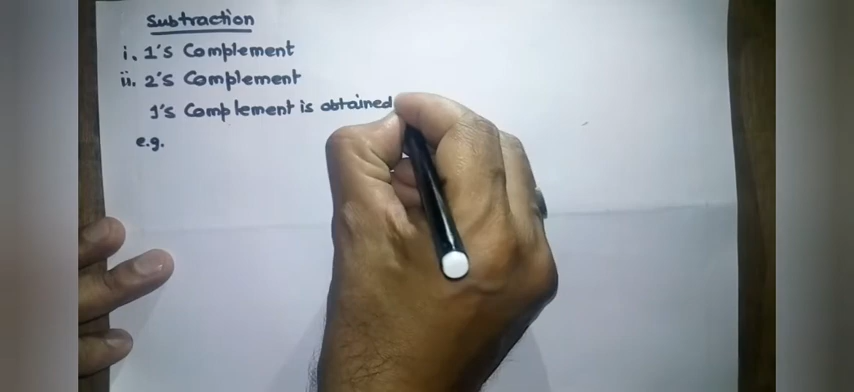 Subtraction
i. 1's Complement
ii. 2's Complement
1's Complement is obtained
e.g.